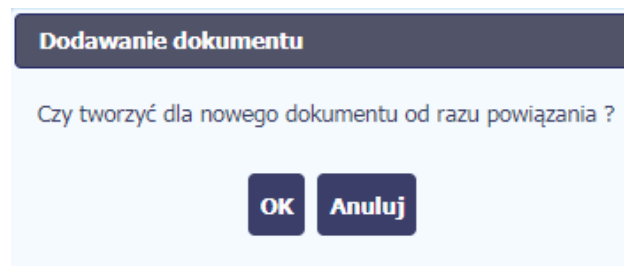 Dodawanie dokumentu
Czy tworzyć dla nowego dokumentu od razu powiązania ?
OK Anuluj